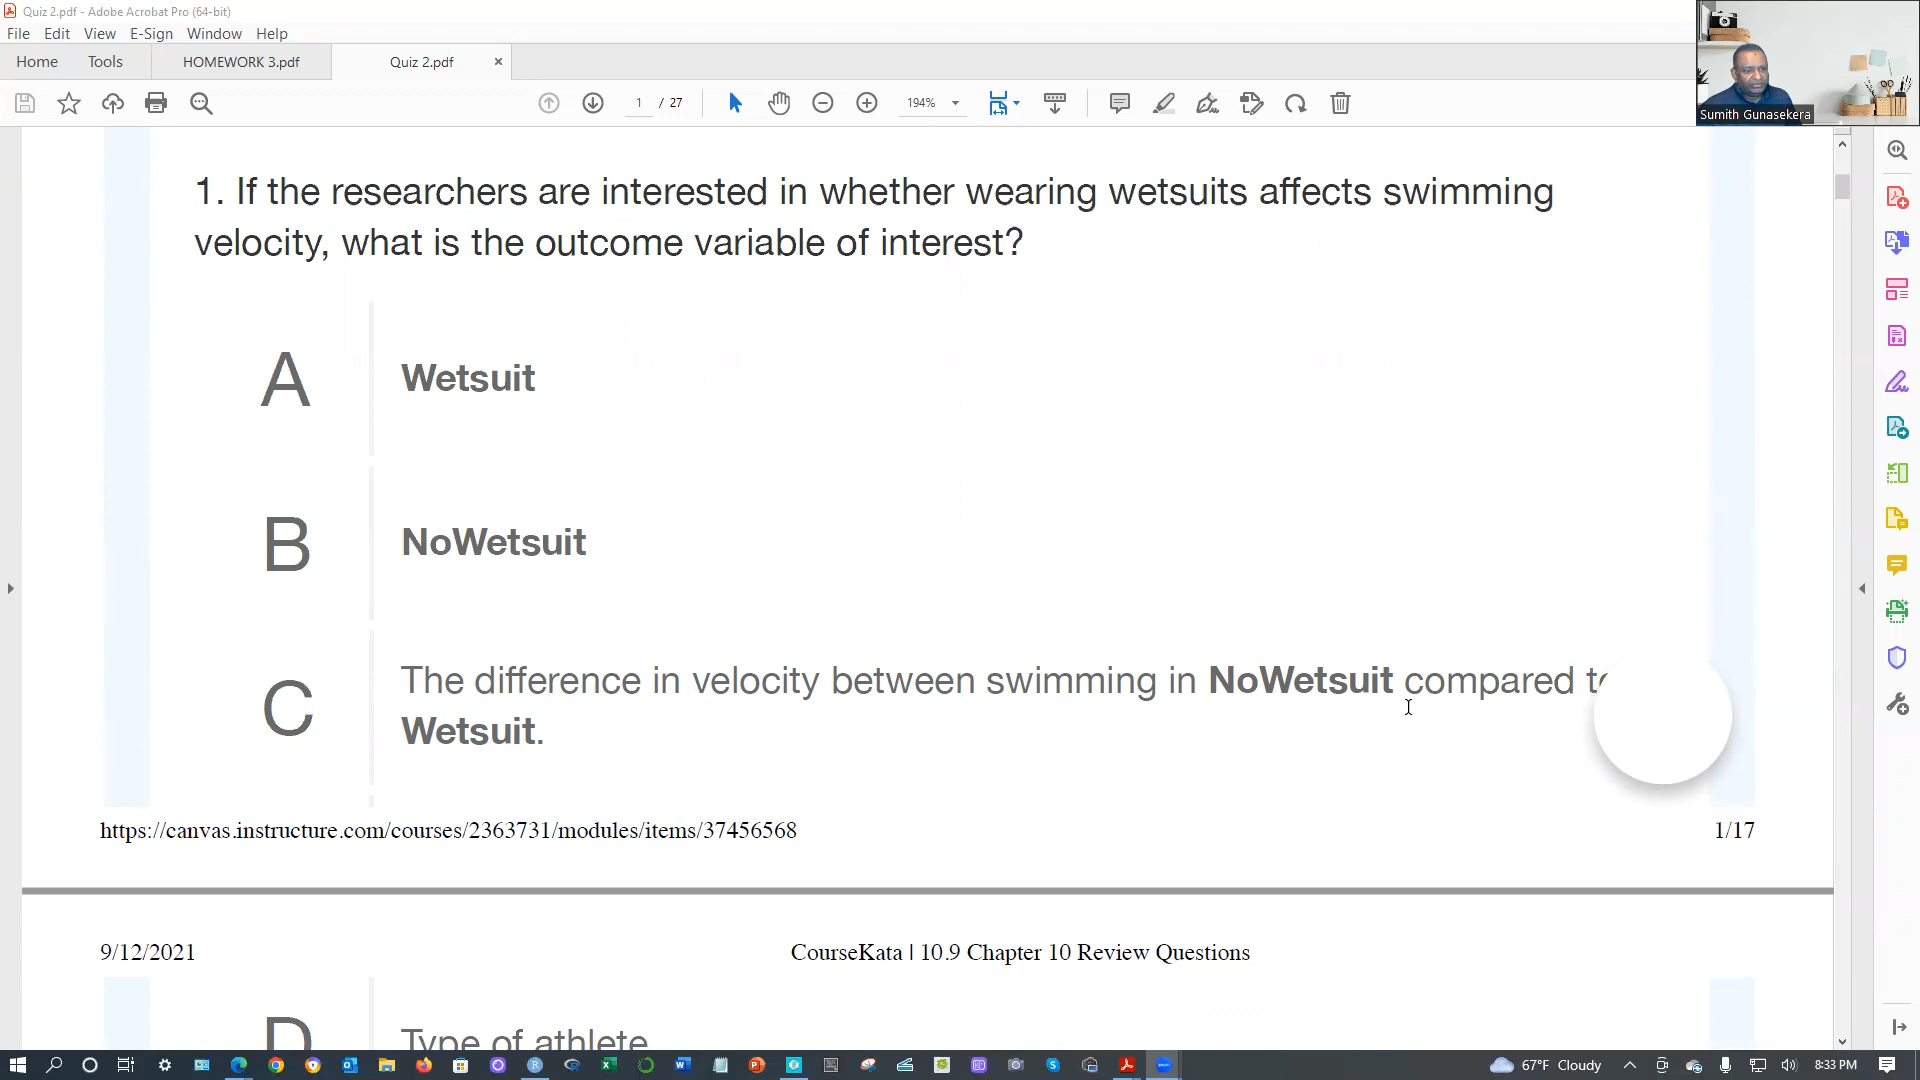 Quiz 2.pdf - Adobe Acrobat Pro (64-bit)
File Edit View E-Sign Window Help
Home Tools HOMEWORK 3.pdf Quiz 2.pdf ×
1 / 27 194%
Sumith Gunasekera
1. If the researchers are interested in whether wearing wetsuits affects swimming
velocity, what is the outcome variable of interest?
A Wetsuit
B NoWetsuit
C The difference in velocity between swimming in NoWetsuit compared to
Wetsuit.
https://canvas.instructure.com/courses/2363731/modules/items/37456568 1/17
9/12/2021 CourseKata | 10.9 Chapter 10 Review Questions
D Type of athlete
67°F Cloudy 8:33 PM